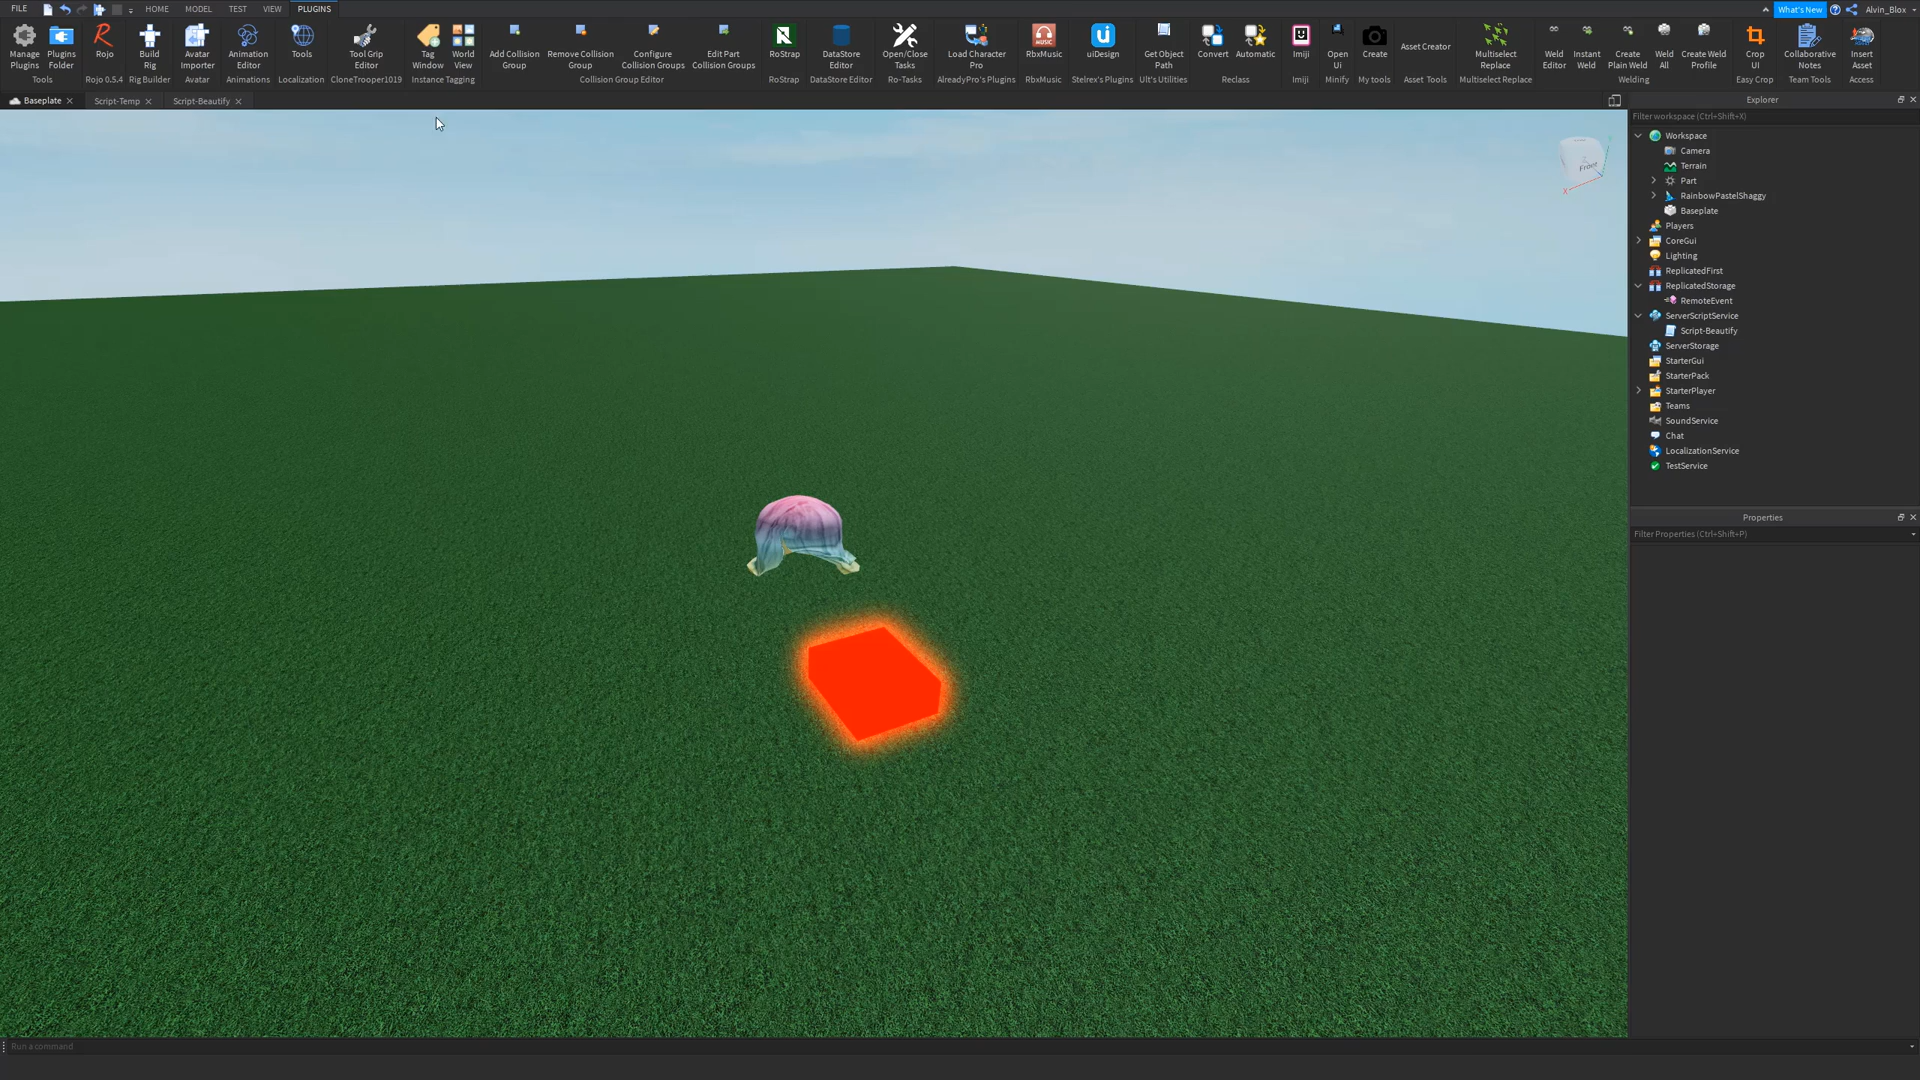 FILE HOME MODEL TEST VIEW PLUGINS What's New Alvin_Blox
Manage Plugins Plugins Folder Rojo Build Rig Avatar Importer Animation Editor Tools Tool Grip Editor Tag Window World View Add Collision Group Remove Collision Group Configure Collision Groups Edit Part Collision Groups RoStrap DataStore Editor Open/Close Tasks Load Character Pro RbxMusic uiDesign Get Object Path Convert Automatic Imiji Open Ui Create Asset Creator Multiselect Replace Weld Editor Instant Weld Create Plain Weld Weld All Create Weld Profile Crop UI Collaborative Notes Insert Asset
Tools Rojo 0.5.4 Rig Builder Avatar Animations Localization CloneTrooper1019 Instance Tagging Collision Group Editor RoStrap DataStore Editor Ro-Tasks AlreadyPro's Plugins RbxMusic Stelrex's Plugins Ult's Utilities Reclass Imiji Minify My tools Asset Tools Multiselect Replace Welding Easy Crop Team Tools Access
Baseplate Script-Temp Script-Beautify Explorer
Filter workspace (Ctrl+Shift+X)
Workspace
Camera
Terrain
Part
RainbowPastelShaggy
Baseplate
Players
CoreGui
Lighting
ReplicatedFirst
ReplicatedStorage
RemoteEvent
ServerScriptService
Script-Beautify
ServerStorage
StarterGui
StarterPack
StarterPlayer
Teams
SoundService
Chat
LocalizationService
TestService
Properties
Filter Properties (Ctrl+Shift+P)
Front
X
Run a command